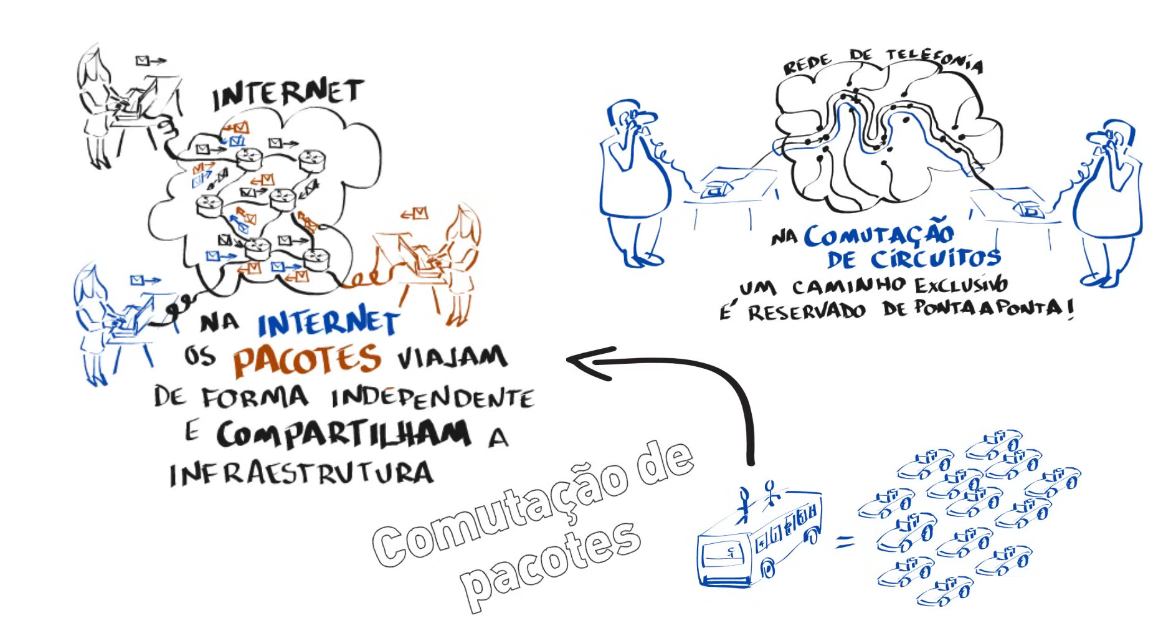 INTERNET
NA INTERNET
OS PACOTES VIAJAM
DE FORMA INDEPENDENTE
E COMPARTILHAM A
INFRAESTRUTURA
REDE DE TELEFONIA
NA COMUTAÇÃO
DE CIRCUITOS
UM CAMINHO EXCLUSIVO
É RESERVADO DE PONTA A PONTA!
Comutação de
pacotes
=